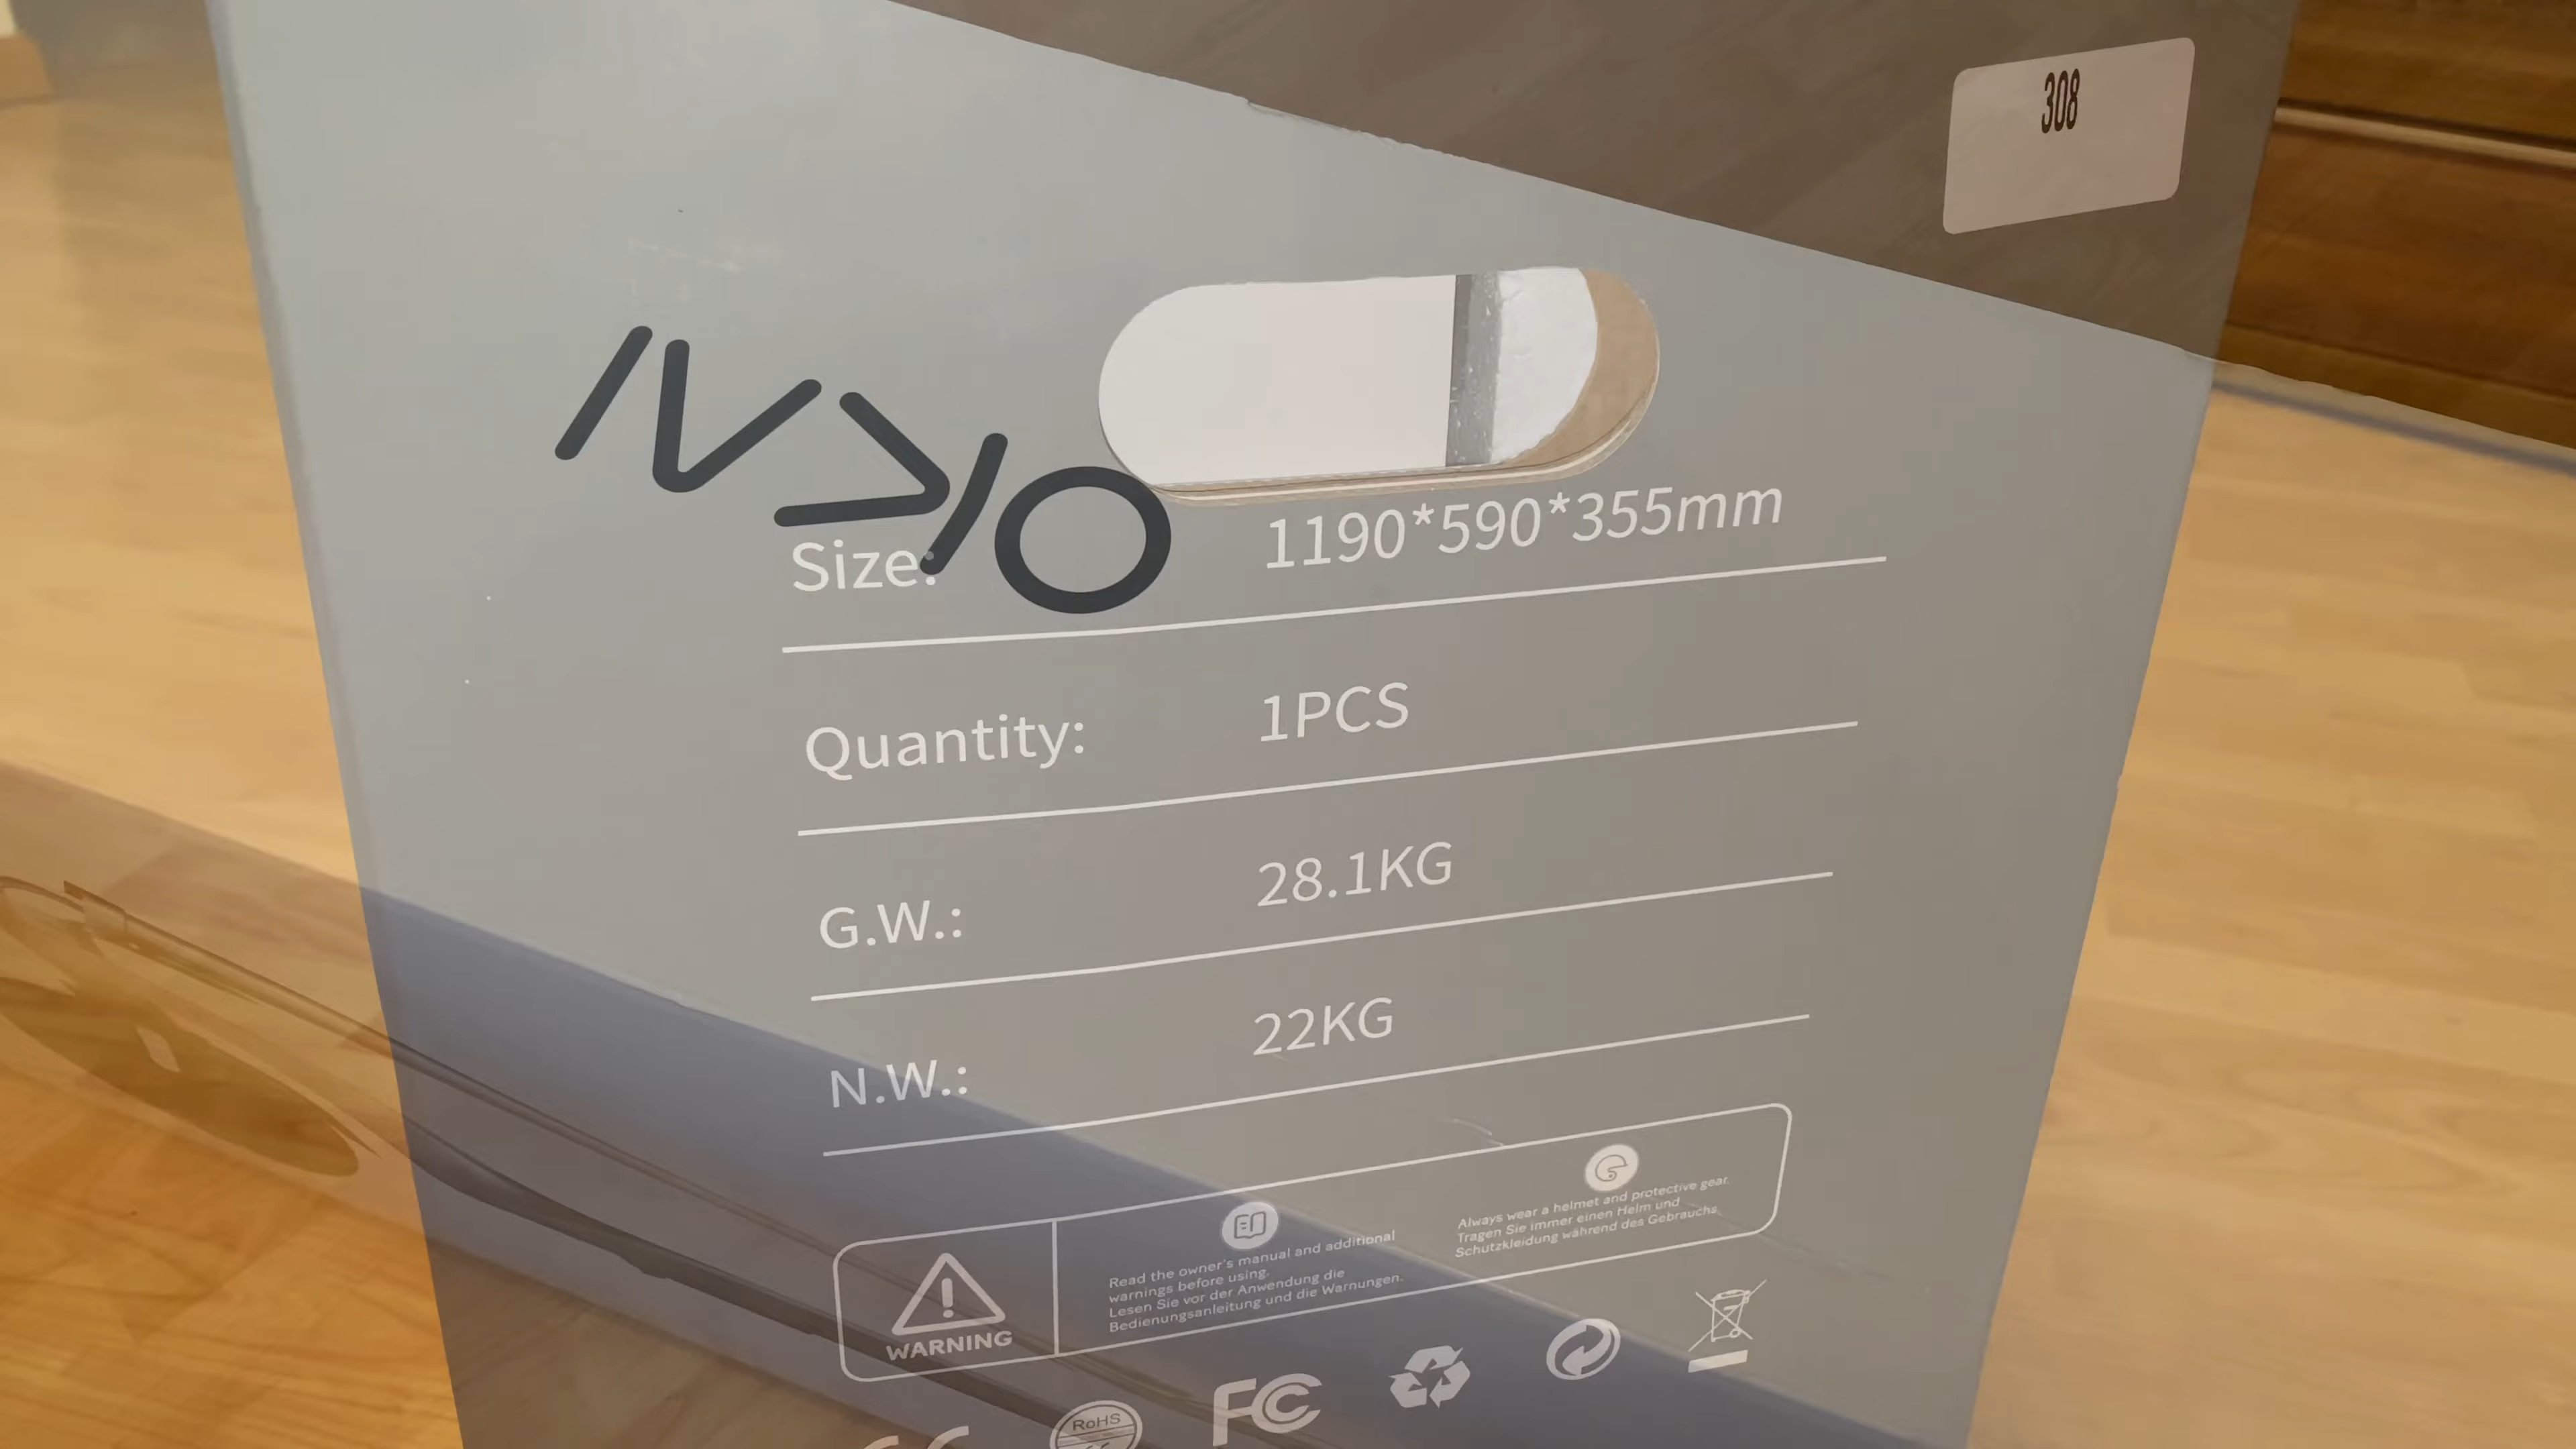 308
Size: 1190*590*355mm
Quantity: 1PCS
G.W.: 28.1KG
N.W.: 22KG
WARNING
Read the owner's manual and additional
warnings before using.
Lesen Sie vor der Anwendung die
Bedienungsanleitung und die Warnungen.
Always wear a helmet and protective gear.
Tragen Sie immer einen Helm und
Schutzkleidung während des Gebrauchs.
RoHS
FC